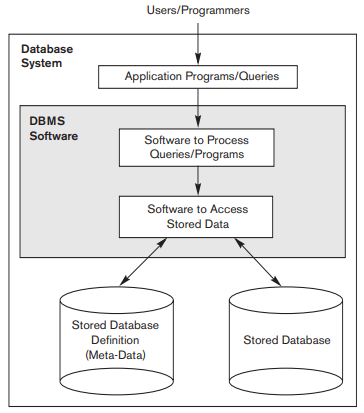 Users/Programmers
Database
System
Application Programs/Queries
DBMS
Software
Software to Process
Queries/Programs
Software to Access
Stored Data
Stored Database
Definition
(Meta-Data)
Stored Database